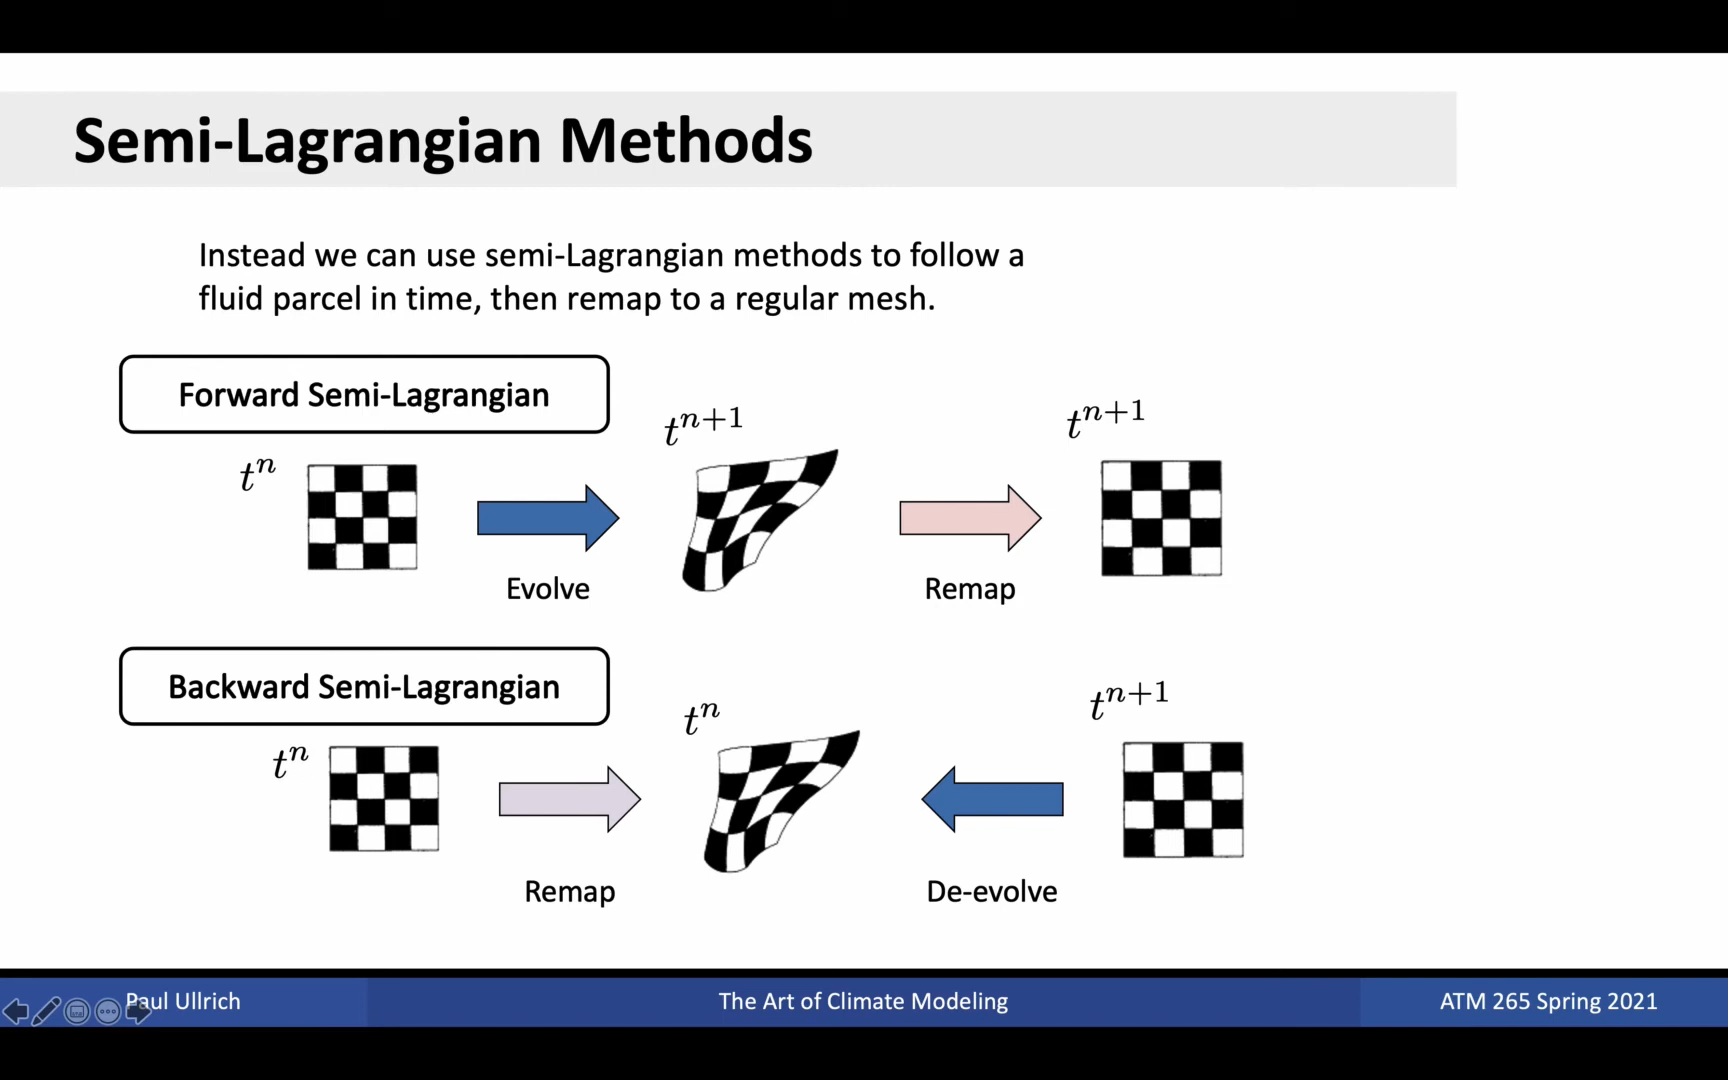 Semi-Lagrangian Methods
Instead we can use semi-Lagrangian methods to follow a
fluid parcel in time, then remap to a regular mesh.
Forward Semi-Lagrangian
t^n
t^{n+1}
t^{n+1}
Evolve
Remap
Backward Semi-Lagrangian
t^n
t^n
t^{n+1}
Remap
De-evolve
Paul Ullrich
The Art of Climate Modeling
ATM 265 Spring 2021